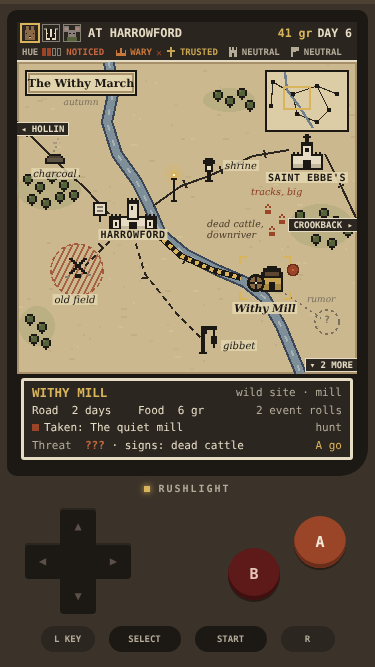 AT HARROWFORD 41 gr DAY 6
HUE NOTICED WARY × TRUSTED NEUTRAL NEUTRAL
The Withy March
autumn
◂ HOLLIN
charcoal
shrine
SAINT EBBE'S
tracks, big
dead cattle,
downriver
CROOKBACK ▸
HARROWFORD
old field
Withy Mill
rumor
?
gibbet
▾ 2 MORE
WITHY MILL wild site · mill
Road 2 days Food 6 gr 2 event rolls
Taken: The quiet mill hunt
Threat ??? · signs: dead cattle A go
RUSHLIGHT
A
B
L KEY SELECT START R